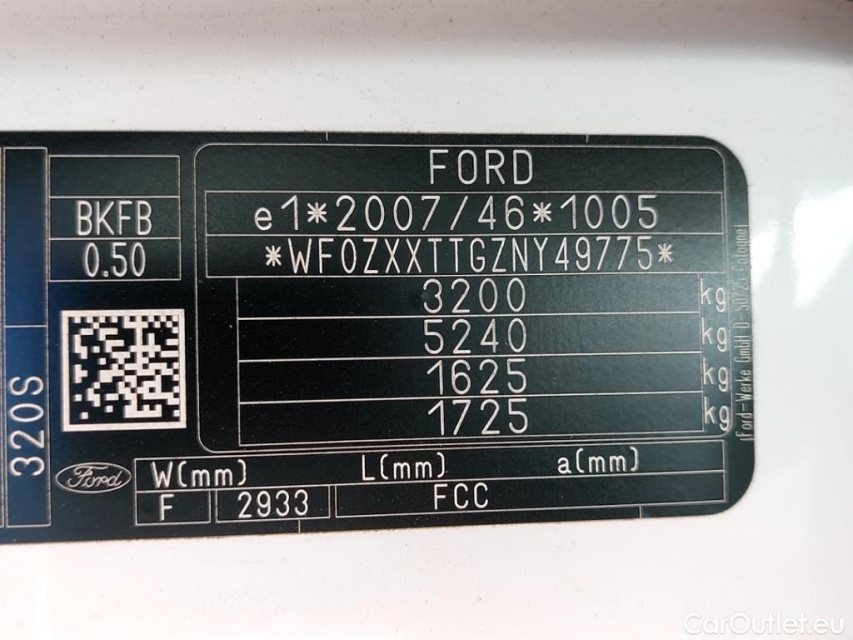 FORD
BKFB
e1*2007/46*1005
0.50
*WF0ZXXTTGZNY49775*
3200 kg
5240 kg
1625 kg
1725 kg
320S
Ford-Werke GmbH D-50725 Cologne
Ford
W(mm) L(mm) a(mm)
F 2933 FCC
CarOutlet.eu